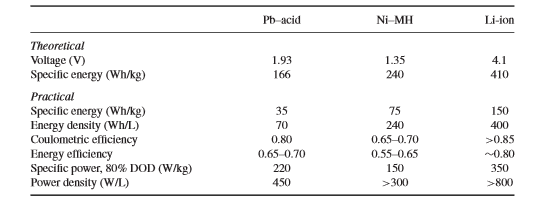 Pb–acid Ni–MH Li-ion
Theoretical
Voltage (V) 1.93 1.35 4.1
Specific energy (Wh/kg) 166 240 410
Practical
Specific energy (Wh/kg) 35 75 150
Energy density (Wh/L) 70 240 400
Coulometric efficiency 0.80 0.65–0.70 >0.85
Energy efficiency 0.65–0.70 0.55–0.65 ~0.80
Specific power, 80% DOD (W/kg) 220 150 350
Power density (W/L) 450 >300 >800